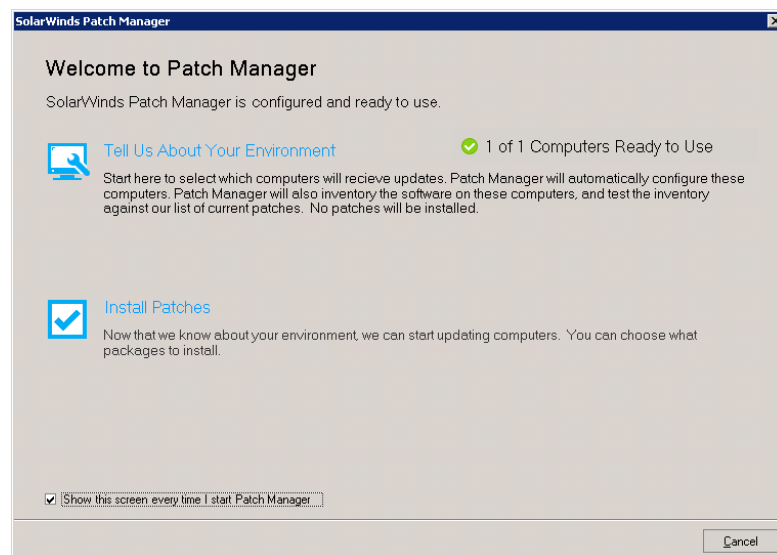 SolarWinds Patch Manager
Welcome to Patch Manager
SolarWinds Patch Manager is configured and ready to use.
Tell Us About Your Environment
1 of 1 Computers Ready to Use
Start here to select which computers will recieve updates. Patch Manager will automatically configure these
computers. Patch Manager will also inventory the software on these computers, and test the inventory
against our list of current patches. No patches will be installed.
Install Patches
Now that we know about your environment, we can start updating computers. You can choose what
packages to install.
Show this screen every time I start Patch Manager
Cancel